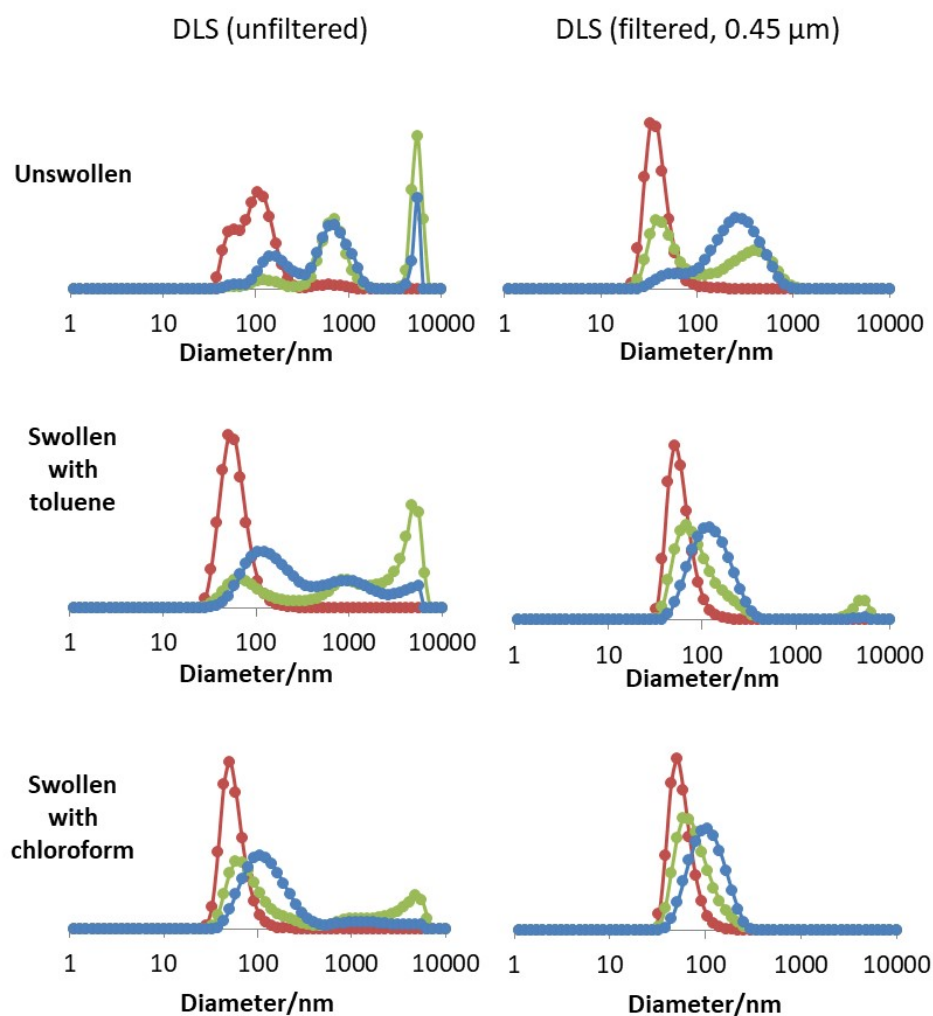 DLS (unfiltered)
DLS (filtered, 0.45 µm)
Unswollen
1 10 100 1000 10000
Diameter/nm
1 10 100 1000 10000
Diameter/nm
Swollen
with
toluene
1 10 100 1000 10000
Diameter/nm
1 10 100 1000 10000
Diameter/nm
Swollen
with
chloroform
1 10 100 1000 10000
Diameter/nm
1 10 100 1000 10000
Diameter/nm